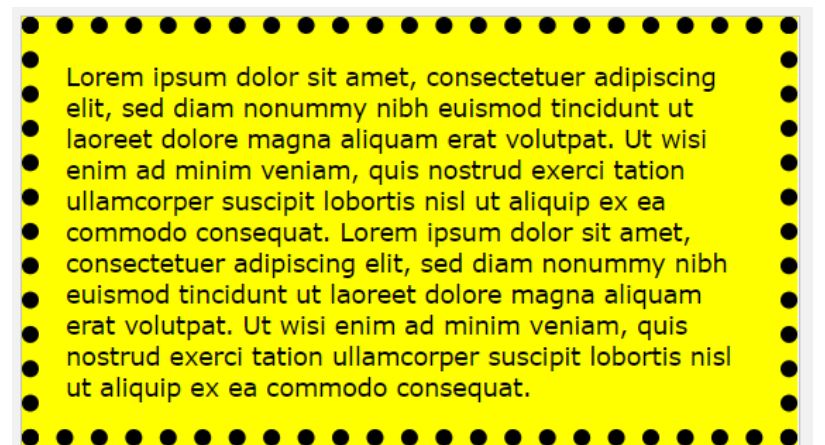 Lorem ipsum dolor sit amet, consectetuer adipiscing
elit, sed diam nonummy nibh euismod tincidunt ut
laoreet dolore magna aliquam erat volutpat. Ut wisi
enim ad minim veniam, quis nostrud exerci tation
ullamcorper suscipit lobortis nisl ut aliquip ex ea
commodo consequat. Lorem ipsum dolor sit amet,
consectetuer adipiscing elit, sed diam nonummy nibh
euismod tincidunt ut laoreet dolore magna aliquam
erat volutpat. Ut wisi enim ad minim veniam, quis
nostrud exerci tation ullamcorper suscipit lobortis nisl
ut aliquip ex ea commodo consequat.